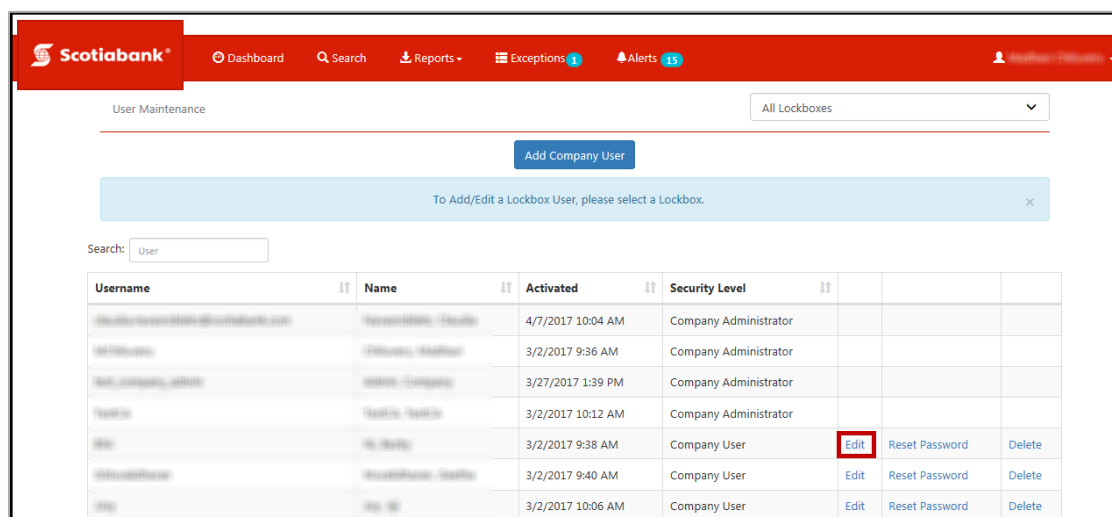 Scotiabank® Dashboard Search Reports Exceptions 1 Alerts 15
User Maintenance All Lockboxes
Add Company User
To Add/Edit a Lockbox User, please select a Lockbox. ×
Search: User
Username Name Activated Security Level
4/7/2017 10:04 AM Company Administrator
3/2/2017 9:36 AM Company Administrator
3/27/2017 1:39 PM Company Administrator
3/2/2017 10:12 AM Company Administrator
3/2/2017 9:38 AM Company User Edit Reset Password Delete
3/2/2017 9:40 AM Company User Edit Reset Password Delete
3/2/2017 10:06 AM Company User Edit Reset Password Delete